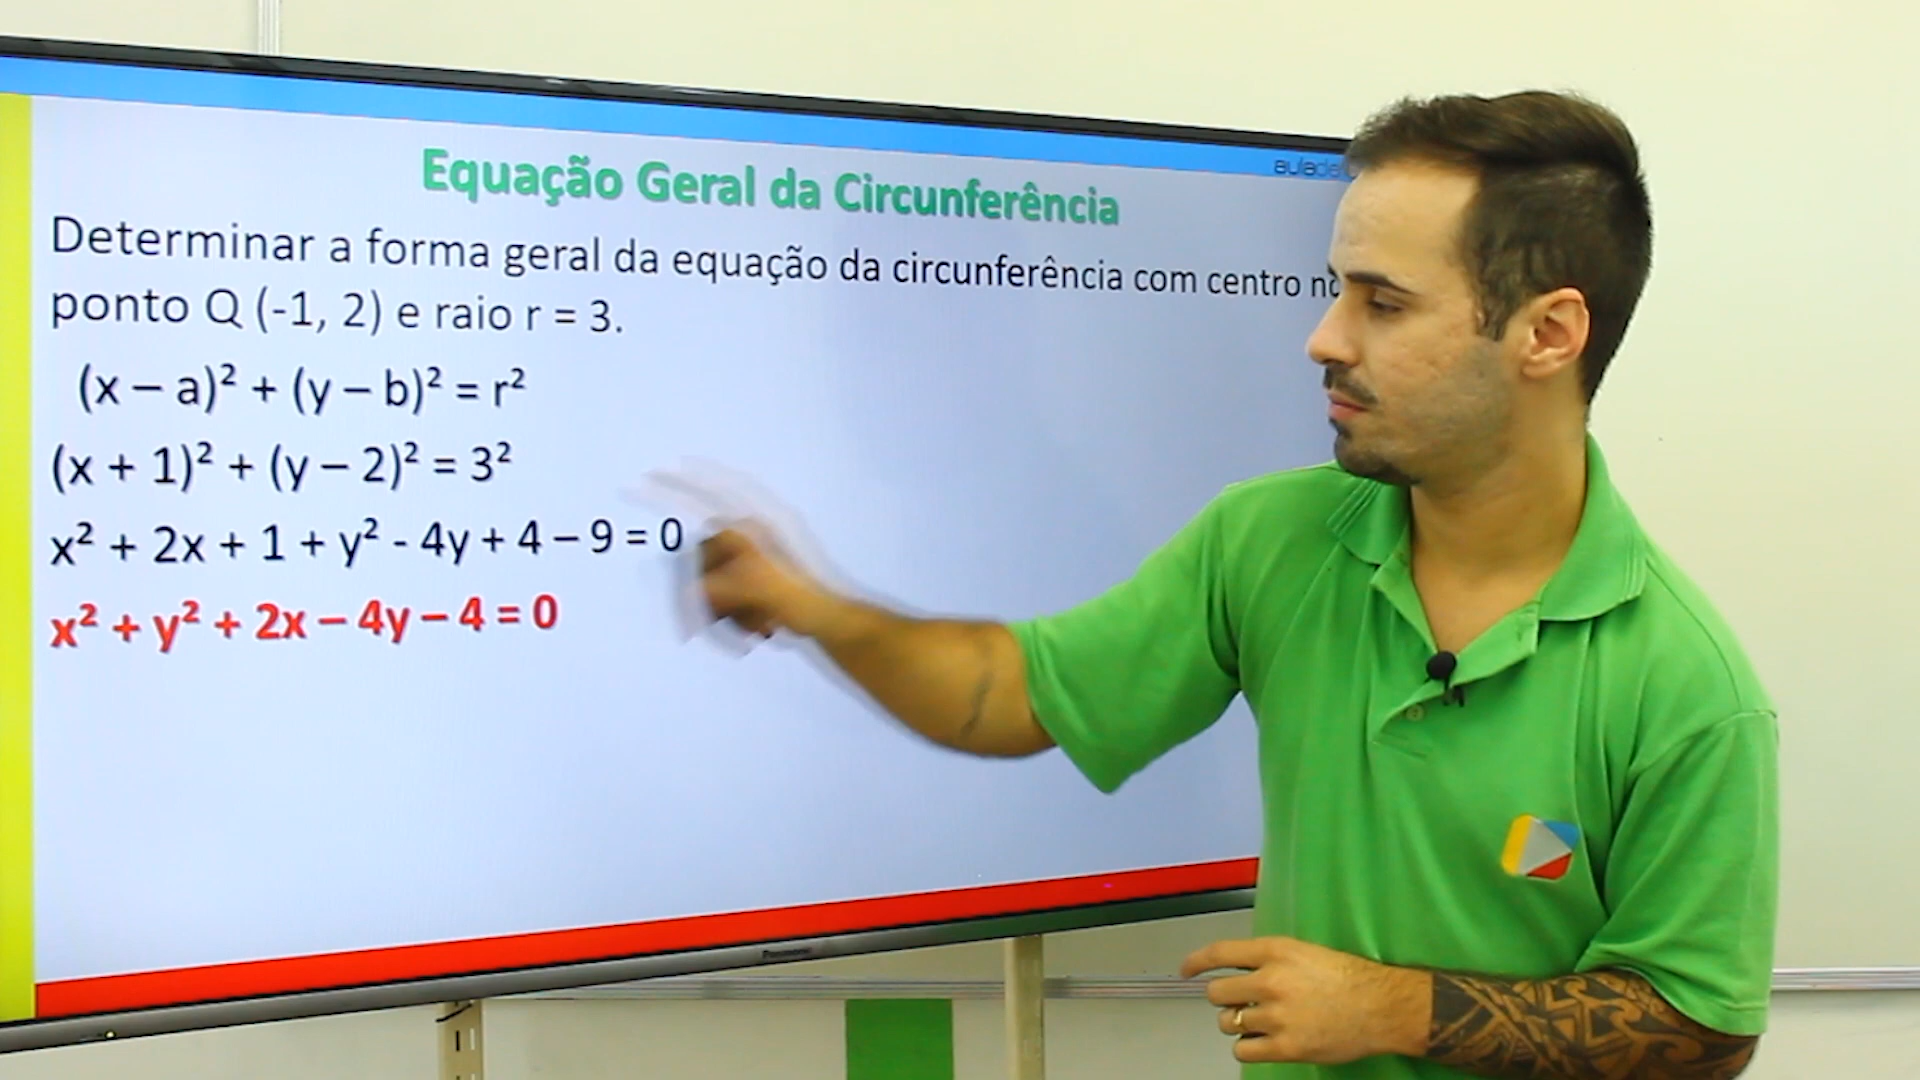 Equação Geral da Circunferência
Determinar a forma geral da equação da circunferência com centro
ponto Q (-1, 2) e raio r = 3.
(x – a)² + (y – b)² = r²
(x + 1)² + (y – 2)² = 3²
x² + 2x + 1 + y² - 4y + 4 – 9 = 0
x² + y² + 2x – 4y – 4 = 0
Panasonic